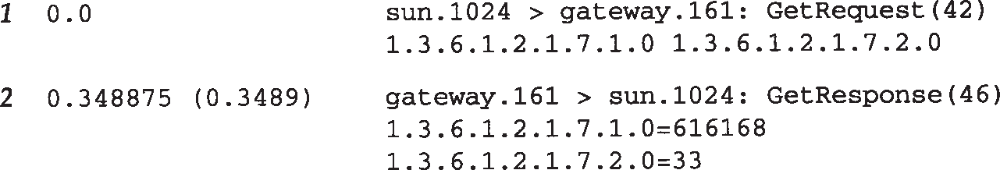 1 0.0 sun.1024 > gateway.161: GetRequest(42)
1.3.6.1.2.1.7.1.0 1.3.6.1.2.1.7.2.0
2 0.348875 (0.3489) gateway.161 > sun.1024: GetResponse(46)
1.3.6.1.2.1.7.1.0=616168
1.3.6.1.2.1.7.2.0=33